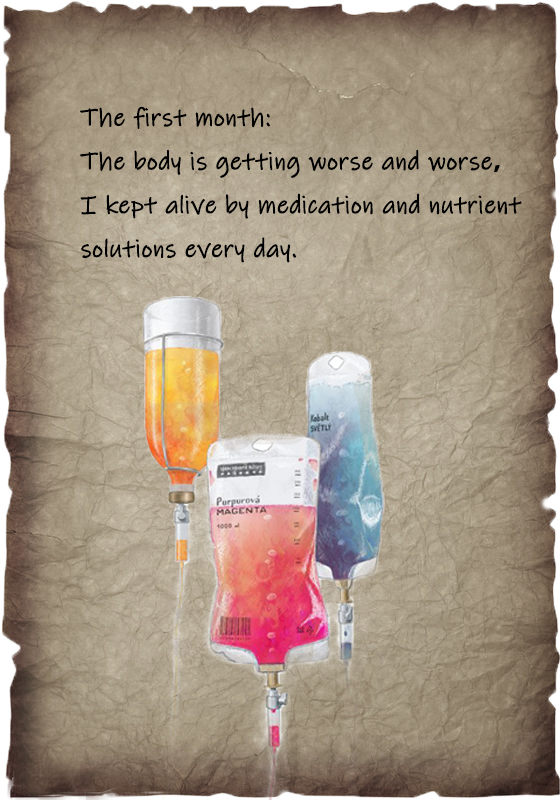 The first month:
The body is getting worse and worse,
I kept alive by medication and nutrient
solutions every day.
Kobalt
SVĚTLÝ
Purpurová
MAGENTA
1000 ml